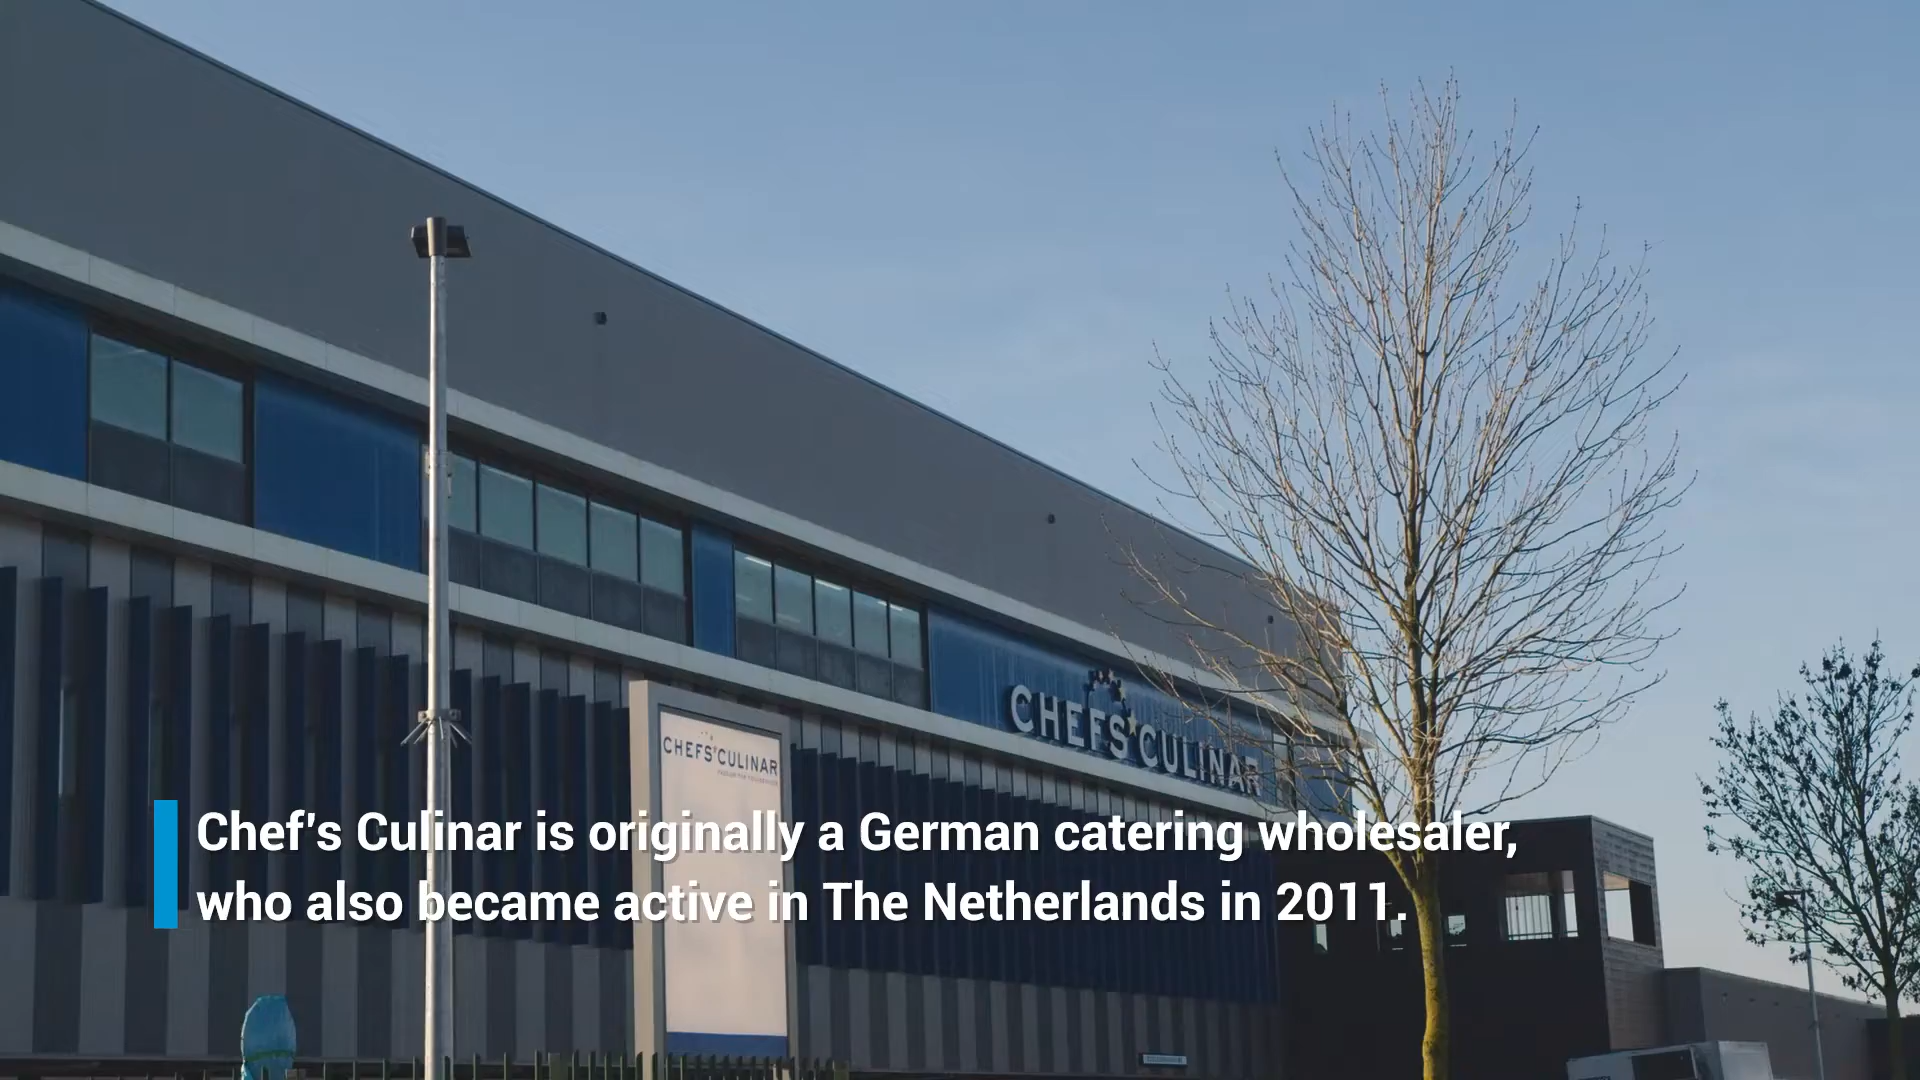 CHEFS'CULINAR
CHEFS'CULINAR
Chef's Culinar is originally a German catering wholesaler,
who also became active in The Netherlands in 2011.